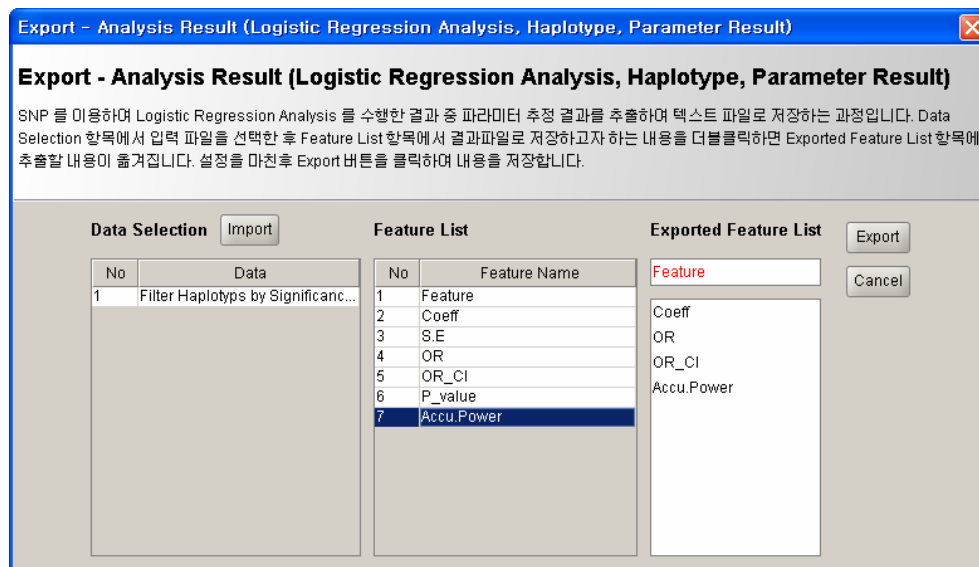 Export - Analysis Result (Logistic Regression Analysis, Haplotype, Parameter Result)
Export - Analysis Result (Logistic Regression Analysis, Haplotype, Parameter Result)
SNP 를 이용하여 Logistic Regression Analysis 를 수행한 결과 중 파라미터 추정 결과를 추출하여 텍스트 파일로 저장하는 과정입니다. Data
Selection 항목에서 입력 파일을 선택한 후 Feature List 항목에서 결과파일로 저장하고자 하는 내용을 더블클릭하면 Exported Feature List 항목에
추출할 내용이 옮겨집니다. 설정을 마친후 Export 버튼을 클릭하여 내용을 저장합니다.
Data Selection Import Feature List Exported Feature List Export
No Data No Feature Name Feature Cancel
1 Filter Haplotyps by Significanc... 1 Feature
2 Coeff Coeff
3 S.E OR
4 OR OR_CI
5 OR_CI Accu.Power
6 P_value
7 Accu.Power